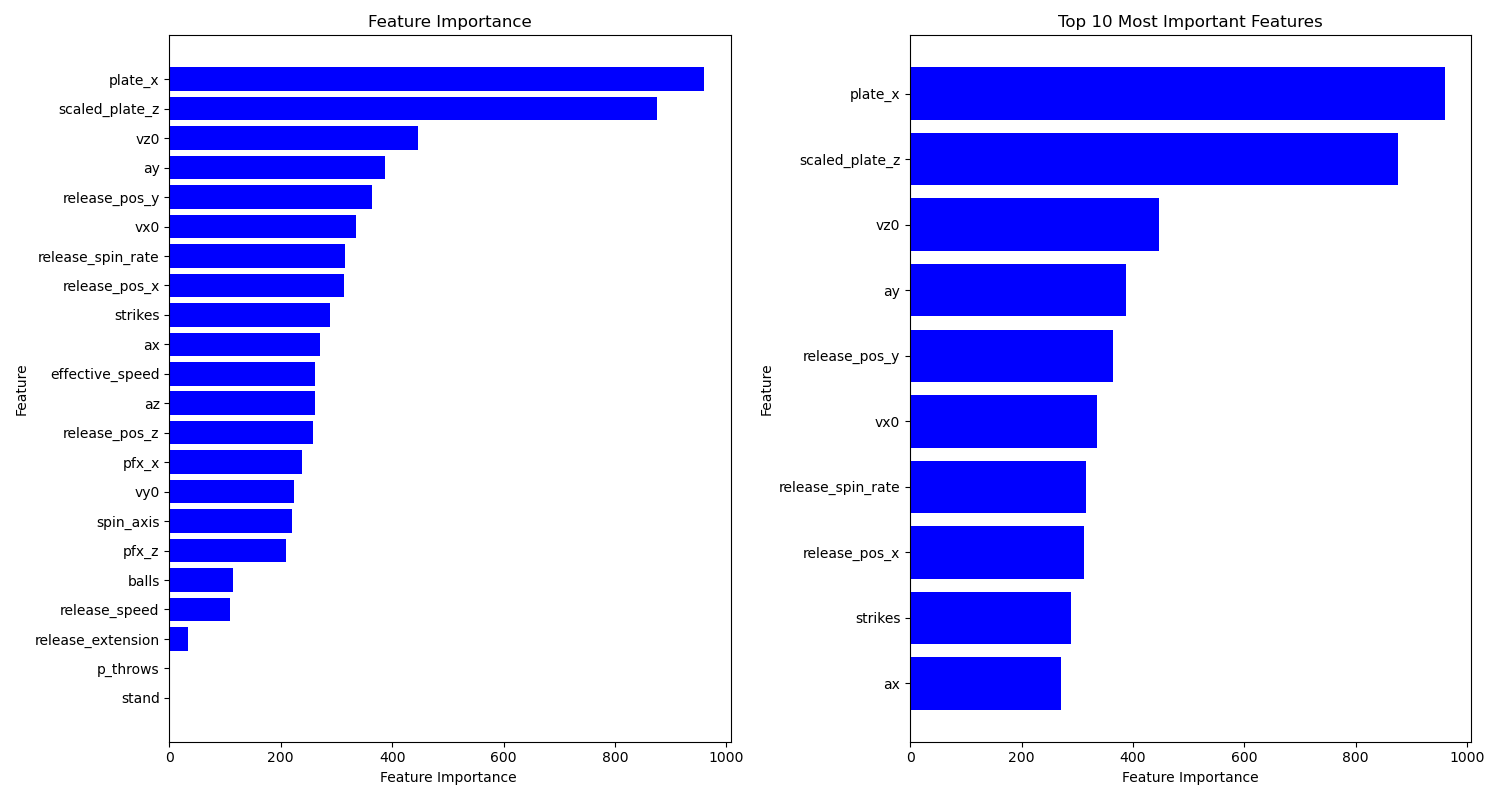 Feature Importance
Feature
plate_x
scaled_plate_z
vz0
ay
release_pos_y
vx0
release_spin_rate
release_pos_x
strikes
ax
effective_speed
az
release_pos_z
pfx_x
vy0
spin_axis
pfx_z
balls
release_speed
release_extension
p_throws
stand
0 200 400 600 800 1000
Feature Importance
Top 10 Most Important Features
Feature
plate_x
scaled_plate_z
vz0
ay
release_pos_y
vx0
release_spin_rate
release_pos_x
strikes
ax
0 200 400 600 800 1000
Feature Importance